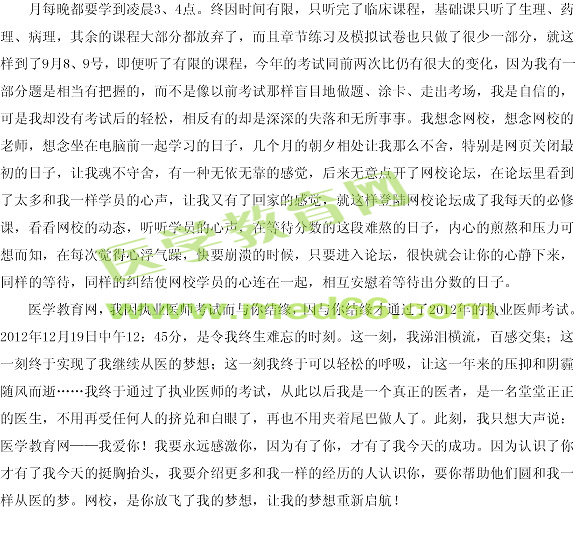 月每晚都要学到凌晨3、4点。终因时间有限，只听完了临床课程，基础课只听了生理、药
理、病理，其余的课程大部分都放弃了，而且章节练习及模拟试卷也只做了很少一部分，就这
样到了9月8、9号，即便听了有限的课程，今年的考试同前两次比仍有很大的变化，因为我有一
部分题是相当有把握的，而不是像以前考试那样盲目地做题、涂卡、走出考场，我是自信的，
可是我却没有考试后的轻松，相反有的却是深深的失落和无所事事。我想念网校，想念网校的
老师，想念坐在电脑前一起学习的日子，几个月的朝夕相处让我那么不舍，特别是网页关闭最
初的日子，让我魂不守舍，有一种无依无靠的感觉，后来无意点开了网校论坛，在论坛里看到
了太多和我一样学员的心声，让我又有了回家的感觉，就这样登陆网校论坛成了我每天的必修
课，看看网校的动态，听听学员的心声，在等待分数的这段难熬的日子，内心的煎熬和压力可
想而知，在每次觉得心浮气躁，快要崩溃的时候，只要进入论坛，很快就会让你的心静下来，
同样的等待，同样的纠结使网校学员的心连在一起，相互安慰着等待出分数的日子。
医学教育网，我因执业医师考试而与你结缘，因与你结缘才通过了2012年的执业医师考试。
2012年12月19日中午12：45分，是令我终生难忘的时刻。这一刻，我涕泪横流，百感交集；这
一刻终于实现了我继续从医的梦想；这一刻我终于可以轻松的呼吸，让这一年来的压抑和阴霾
随风而逝……我终于通过了执业医师的考试，从此以后我是一个真正的医者，是一名堂堂正正
的医生，不用再受任何人的挤兑和白眼了，再也不用夹着尾巴做人了。此刻，我只想大声说：
医学教育网——我爱你！我要永远感激你，因为有了你，才有了我今天的成功。因为认识了你
才有了我今天的挺胸抬头，我要介绍更多和我一样的经历的人认识你，要你帮助他们圆和我一
样从医的梦。网校，是你放飞了我的梦想，让我的梦想重新启航！
医学教育网
www.med66.com